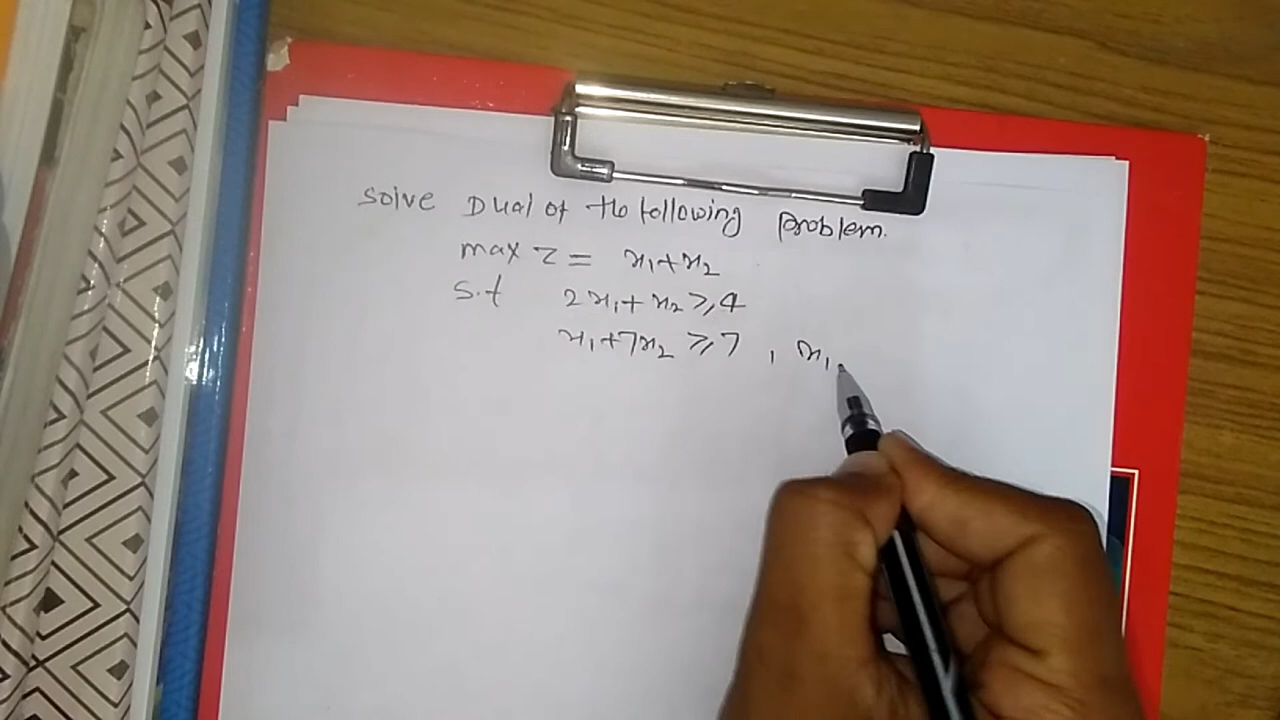 solve Dual of the following problem.
max z = x₁+x₂
s.t 2x₁+x₂ ≥ 4
x₁+7x₂ ≥ 7 , x₁